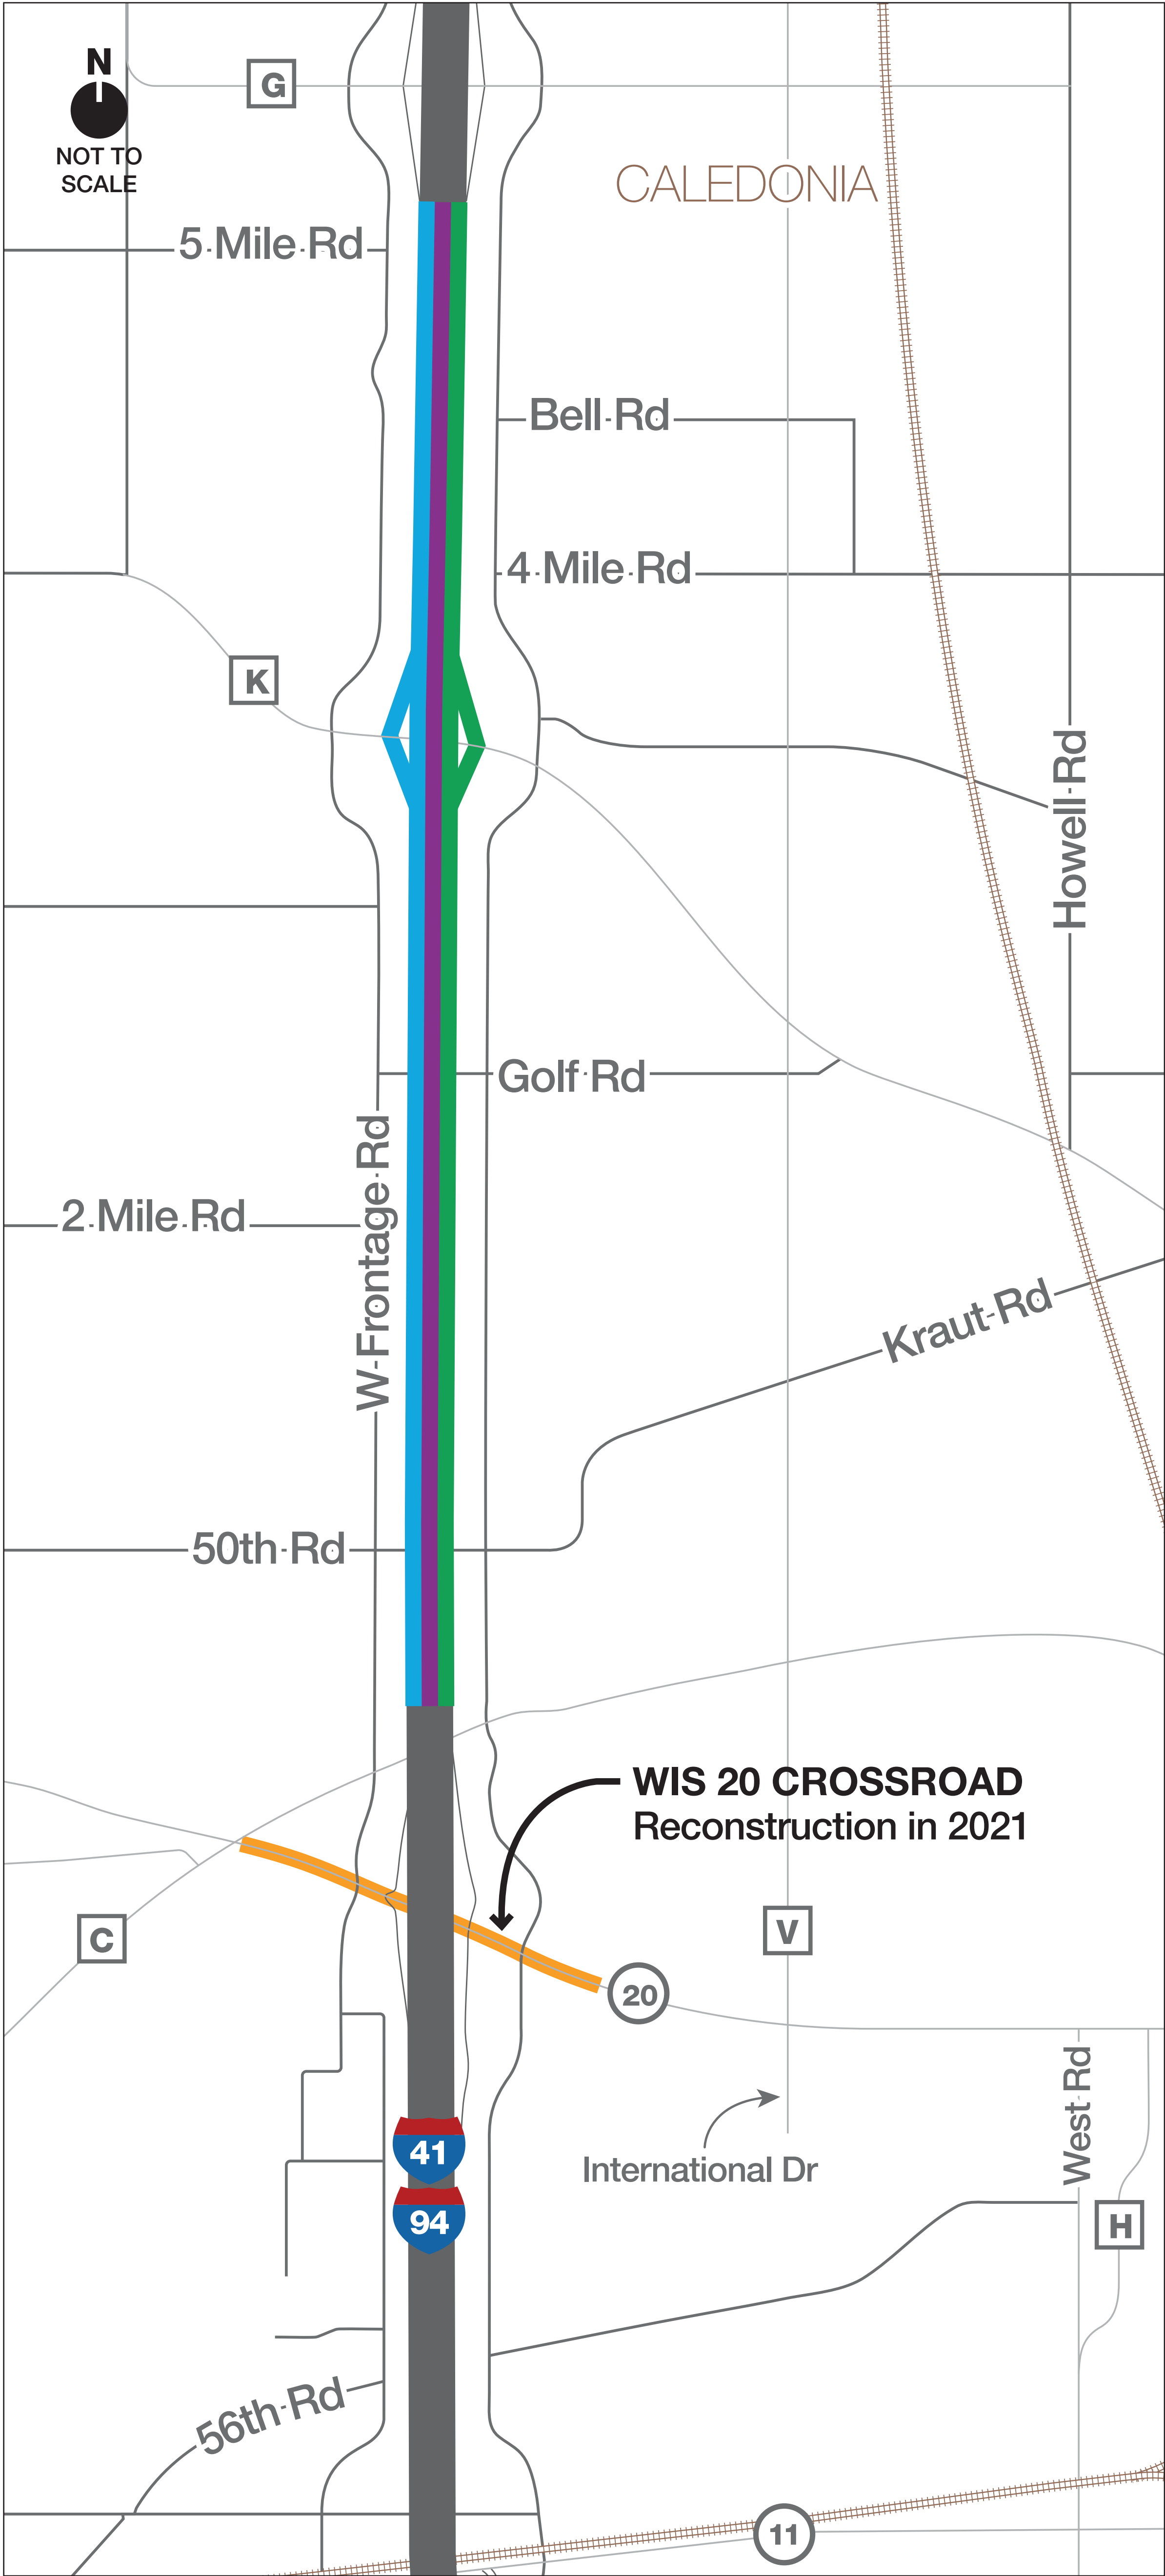 N
NOT TO
SCALE
G
CALEDONIA
5 Mile Rd
Bell Rd
4 Mile Rd
K
Howell Rd
Golf Rd
W Frontage Rd
2 Mile Rd
Kraut Rd
50th Rd
WIS 20 CROSSROAD
Reconstruction in 2021
C
V
20
West Rd
41
International Dr
94
H
56th Rd
11